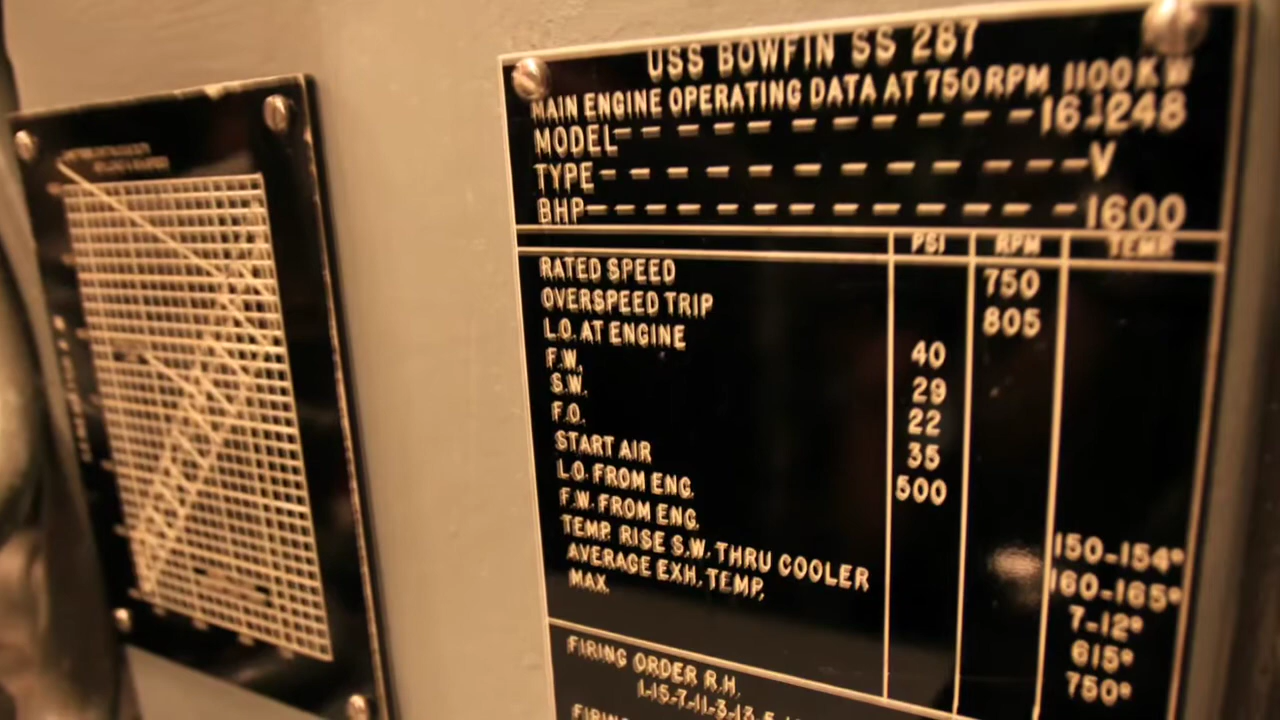 USS BOWFIN SS 287
MAIN ENGINE OPERATING DATA AT 750 RPM 1100 KW
MODEL – – – – – – – – – – – – 16-248
TYPE – – – – – – – – – – – – – – V
BHP – – – – – – – – – – – – – – 1600
PSI RPM TEMP.
RATED SPEED 750
OVERSPEED TRIP 805
L.O. AT ENGINE 40
F.W. 29
S.W. 22
F.O. 35
START AIR 500
L.O. FROM ENG. 150-154°
F.W. FROM ENG. 160-165°
TEMP. RISE S.W. THRU COOLER 7-12°
AVERAGE EXH. TEMP. 615°
MAX. 750°
FIRING ORDER R.H.
1-15-7-11-3-13-5